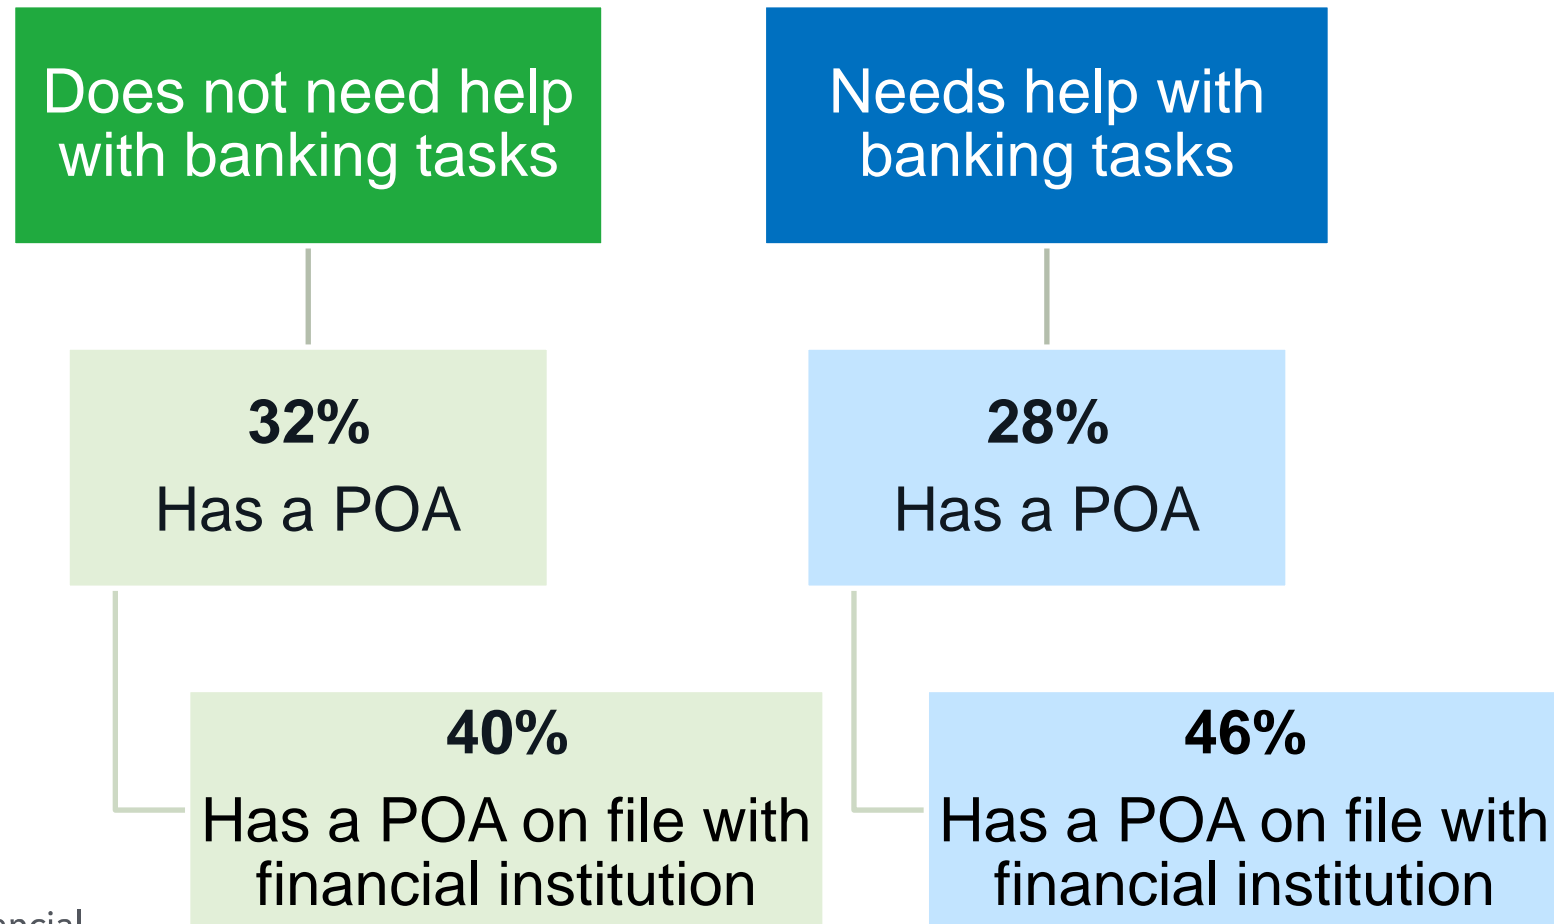 Does not need help
with banking tasks
Needs help with
banking tasks
32%
Has a POA
28%
Has a POA
40%
Has a POA on file with
financial institution
46%
Has a POA on file with
financial institution